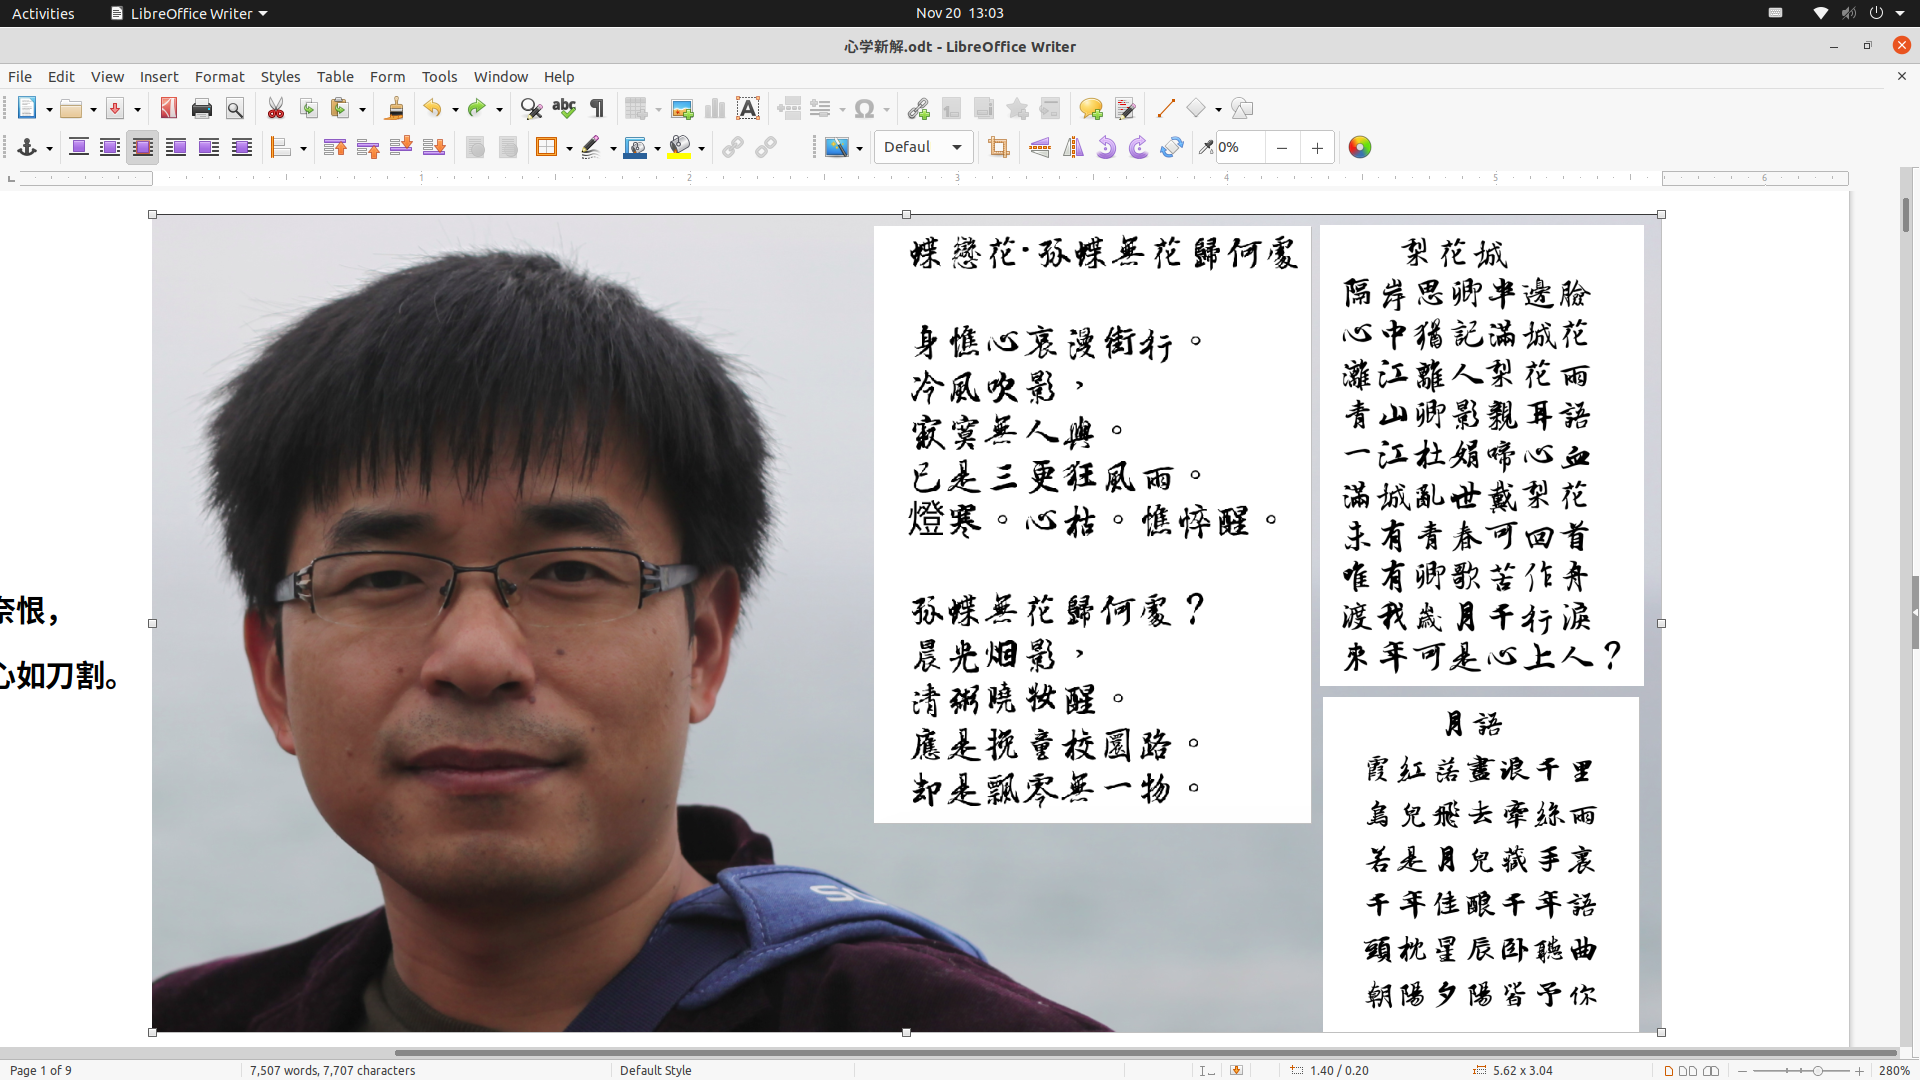 Activities
LibreOffice Writer
Nov 20 13:03
心学新解.odt - LibreOffice Writer
File Edit View Insert Format Styles Table Form Tools Window Help
Defaul
0%
1 2 3 4 5 6
蝶戀花·孤蝶無花歸何處
身憔心哀漫街行。
冷風吹影，
寂寞無人與。
已是三更狂風雨。
燈寒。心枯。憔悴醒。
孤蝶無花歸何處？
晨光烟影，
清粥曉妝醒。
應是挽童校園路。
却是飄零無一物。
梨花城
隔岸思卿半邊臉
心中猶記滿城花
灕江離人梨花雨
青山卿影親耳語
一江杜娟啼心血
滿城亂世戴梨花
未有青春可回首
唯有卿歌苦作舟
渡我歲月千行淚
來年可是心上人？
月語
霞紅落畫浪千里
鳥兒飛去牽絲雨
若是月兒藏手裏
千年佳釀千年語
頭枕星辰卧聽曲
朝陽夕陽皆予你
奈恨，
心如刀割。
Page 1 of 9
7,507 words, 7,707 characters
Default Style
1.40 / 0.20
5.62 x 3.04
280%